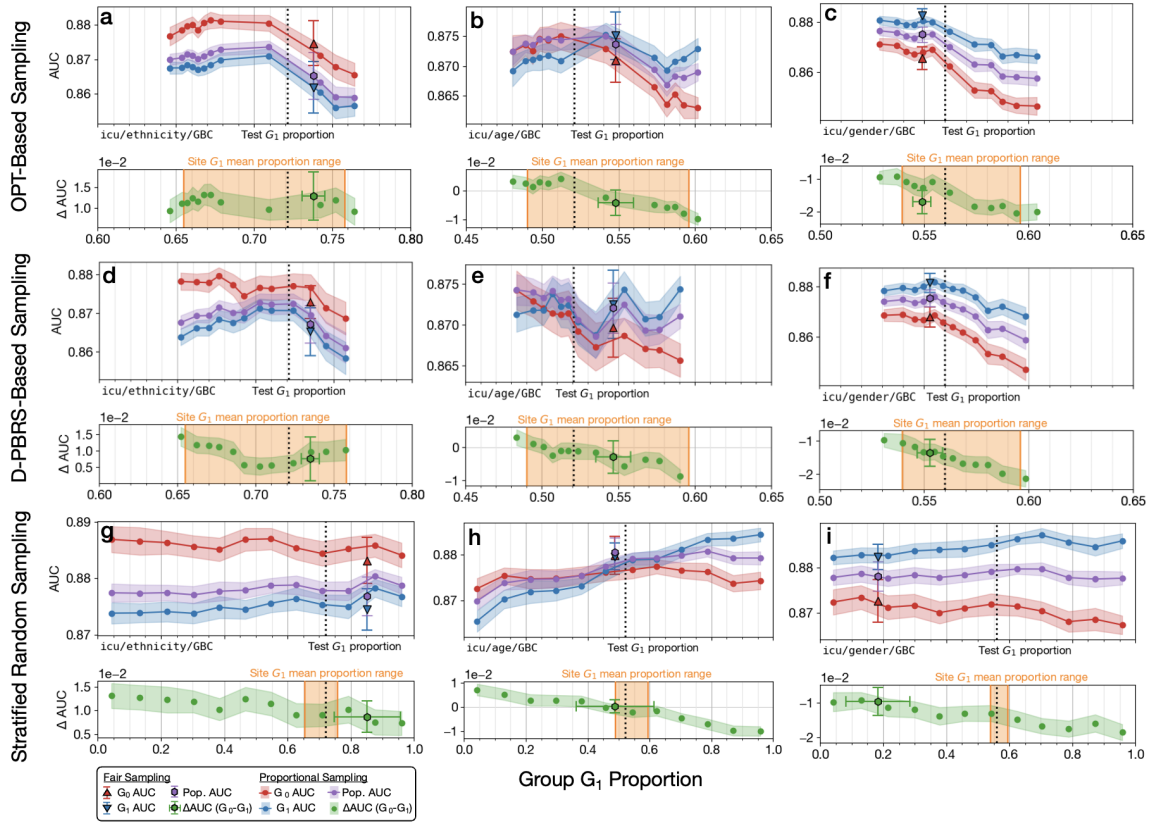 OPT-Based Sampling
a
AUC
0.88
0.87
0.86
icu/ethnicity/GBC
Test G1 proportion
1e−2
Site G1 mean proportion range
Δ AUC
1.5
1.0
0.60 0.65 0.70 0.75 0.80
b
0.875
0.865
icu/age/GBC
Test G1 proportion
1e−2
Site G1 mean proportion range
0
−1
0.45 0.50 0.55 0.60 0.65
c
0.88
0.86
icu/gender/GBC
Test G1 proportion
1e−2
Site G1 mean proportion range
−1
−2
0.50 0.55 0.60 0.65
D-PBRS-Based Sampling
d
AUC
0.88
0.87
0.86
icu/ethnicity/GBC
Test G1 proportion
1e−2
Site G1 mean proportion range
Δ AUC
1.5
1.0
0.5
0.60 0.65 0.70 0.75 0.80
e
0.875
0.870
0.865
icu/age/GBC
Test G1 proportion
1e−2
Site G1 mean proportion range
0
−1
0.45 0.50 0.55 0.60 0.65
f
0.88
0.86
icu/gender/GBC
Test G1 proportion
1e−2
Site G1 mean proportion range
−1
−2
0.50 0.55 0.60 0.65
Stratified Random Sampling
g
AUC
0.89
0.88
0.87
icu/ethnicity/GBC
Test G1 proportion
1e−2
Site G1 mean proportion range
Δ AUC
1.5
1.0
0.5
0.0 0.2 0.4 0.6 0.8 1.0
h
0.88
0.87
icu/age/GBC
Test G1 proportion
1e−2
Site G1 mean proportion range
1
0
−1
0.0 0.2 0.4 0.6 0.8 1.0
i
0.88
0.87
icu/gender/GBC
Test G1 proportion
1e−2
Site G1 mean proportion range
−1
−2
0.0 0.2 0.4 0.6 0.8 1.0
Group G1 Proportion
Fair Sampling
G0 AUC
Pop. AUC
G1 AUC
ΔAUC (G0-G1)
Proportional Sampling
G0 AUC
Pop. AUC
G1 AUC
ΔAUC (G0-G1)